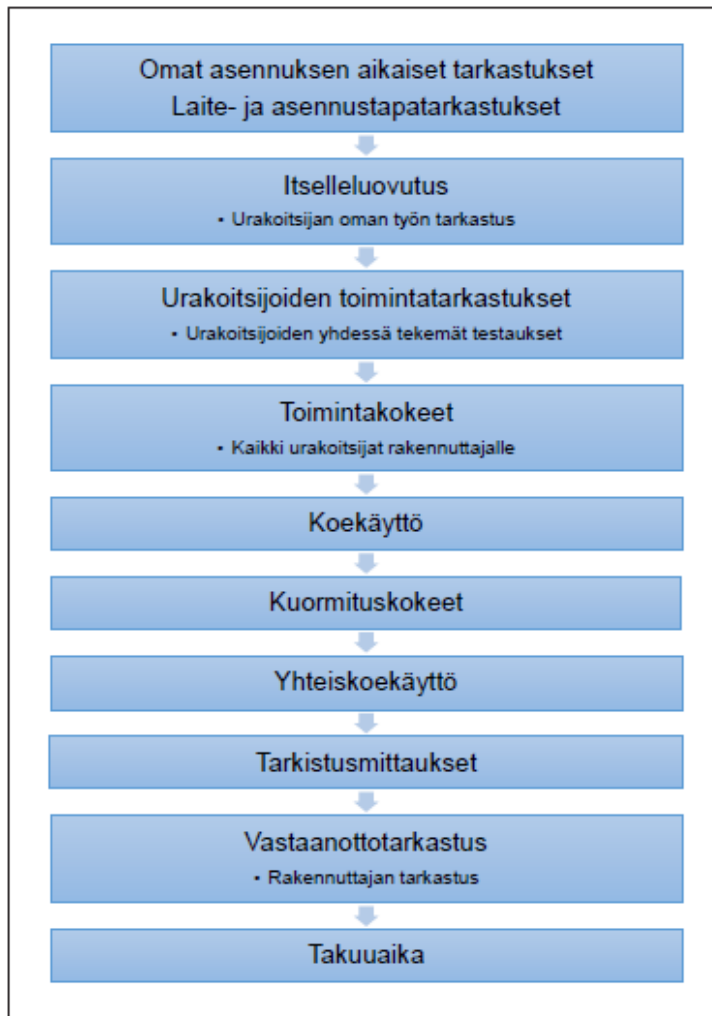 Omat asennuksen aikaiset tarkastukset
Laite- ja asennustapatarkastukset
Itselleluovutus
▪ Urakoitsijan oman työn tarkastus
Urakoitsijoiden toimintatarkastukset
▪ Urakoitsijoiden yhdessä tekemät testaukset
Toimintakokeet
▪ Kaikki urakoitsijat rakennuttajalle
Koekäyttö
Kuormituskokeet
Yhteiskoekäyttö
Tarkistusmittaukset
Vastaanottotarkastus
▪ Rakennuttajan tarkastus
Takuuaika